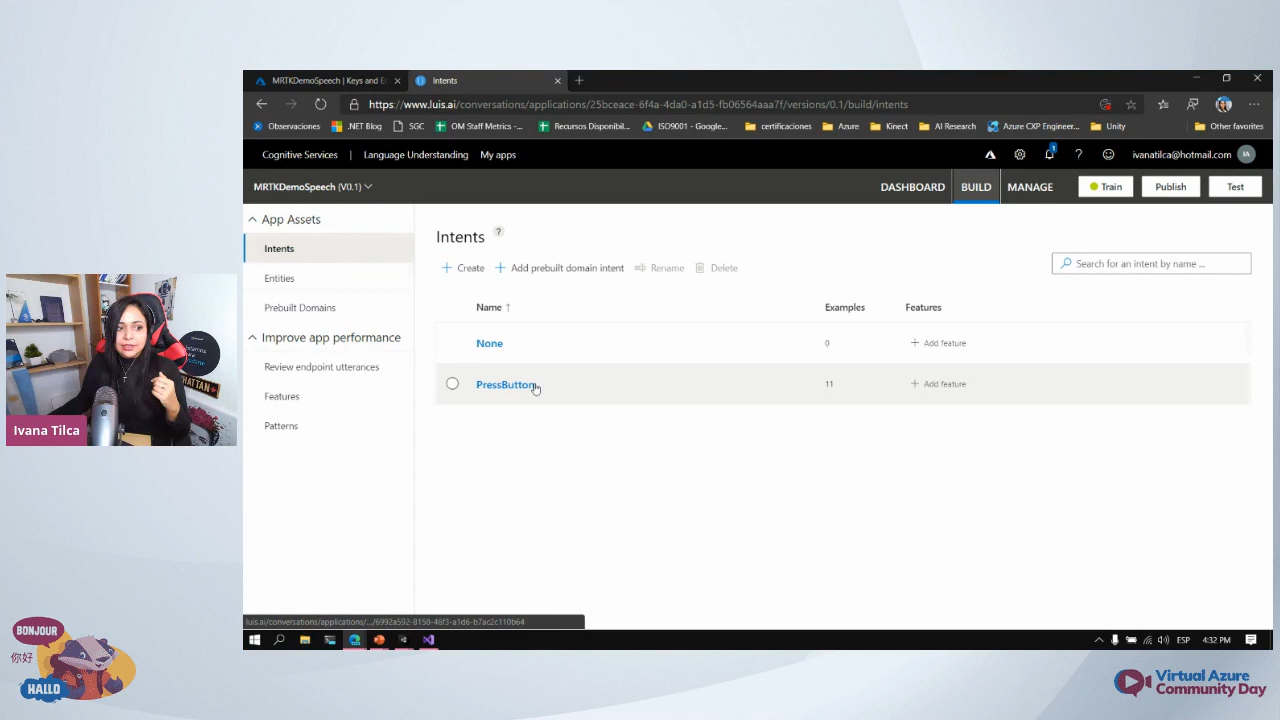 MRTKDemoSpeech | Keys and En
Intents
https://www.luis.ai/conversations/applications/25bceace-6f4a-4da0-a1d5-fb06564aaa7f/versions/0.1/build/intents
Observaciones
.NET Blog
SGC
OM Staff Metrics -...
Recursos Disponibil...
ISO9001 – Google...
certificaciones
Azure
Kinect
AI Research
Azure CXP Engineer...
Unity
Other favorites
Cognitive Services | Language Understanding My apps
1
ivanatilca@hotmail.com
IA
MRTKDemoSpeech (V0.1)
DASHBOARD
BUILD
MANAGE
Train
Publish
Test
App Assets
Intents
Entities
Prebuilt Domains
Improve app performance
Review endpoint utterances
Features
Patterns
Intents ?
+ Create
+ Add prebuilt domain intent
Rename
Delete
Search for an intent by name ...
Name ↑
Examples
Features
None
0
+ Add feature
PressButton
11
+ Add feature
luis.ai/conversations/applications/.../6992a592-8158-46f3-a1d6-b7ac2c110b64
ESP
4:32 PM
Ivana Tilca
BONJOUR
你好
HALLO
Virtual Azure
Community Day